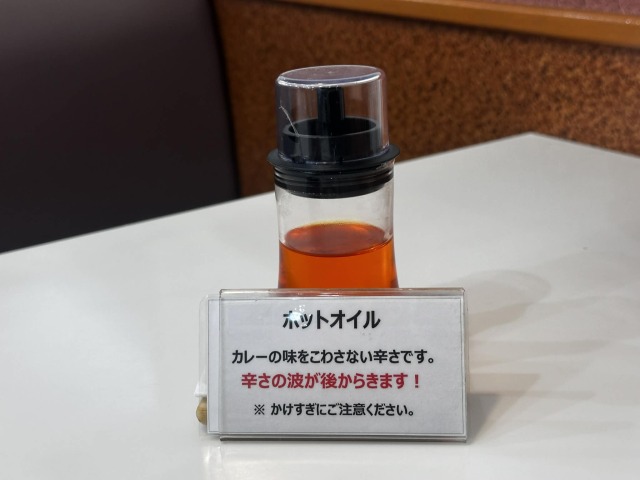 ホットオイル
カレーの味をこわさない辛さです。
辛さの波が後からきます！
※ かけすぎにご注意ください。